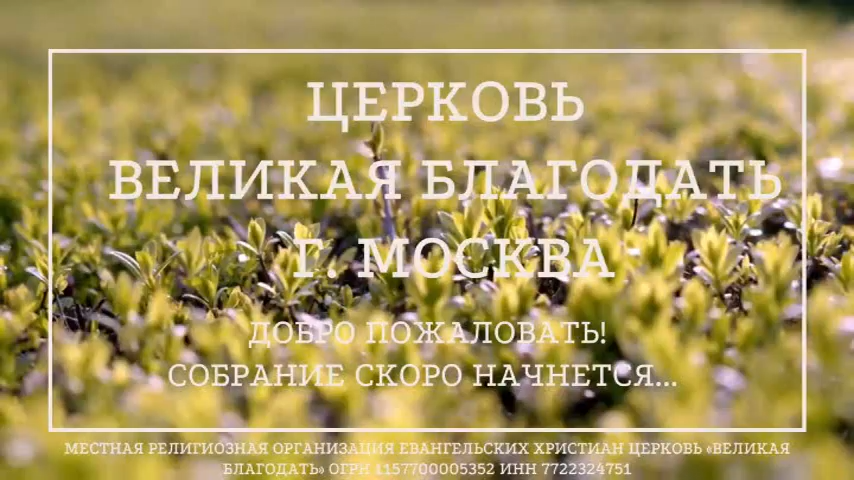 ЦЕРКОВЬ
ВЕЛИКАЯ БЛАГОДАТЬ
Г. МОСКВА
ДОБРО ПОЖАЛОВАТЬ!
СОБРАНИЕ СКОРО НАЧНЕТСЯ...
МЕСТНАЯ РЕЛИГИОЗНАЯ ОРГАНИЗАЦИЯ ЕВАНГЕЛЬСКИХ ХРИСТИАН ЦЕРКОВЬ «ВЕЛИКАЯ
БЛАГОДАТЬ» ОГРН 1157700005352 ИНН 7722324751